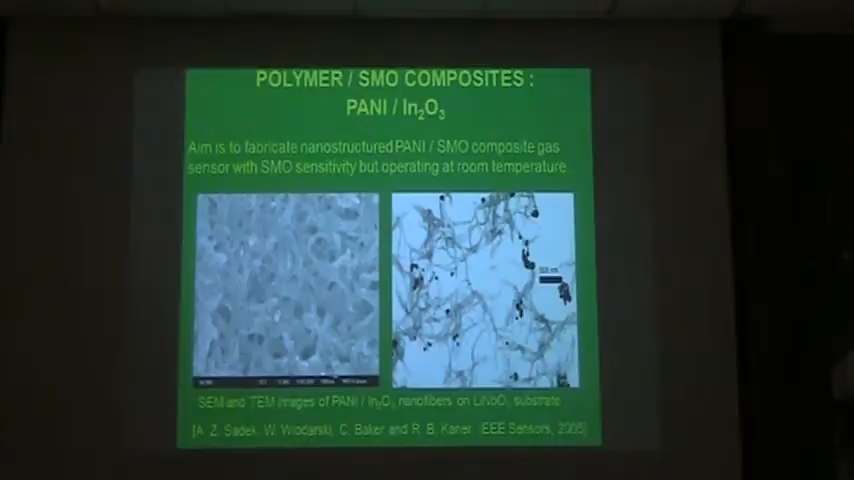 POLYMER / SMO COMPOSITES :
PANI / In₂O₃
Aim is to fabricate nanostructured PANI / SMO composite gas
sensor with SMO sensitivity but operating at room temperature.
SEM and TEM images of PANI / In₂O₃ nanofibers on LiNbO₃ substrate
[A. Z. Sadek, W. Wlodarski, C. Baker and R. B. Kaner IEEE Sensors, 2005]